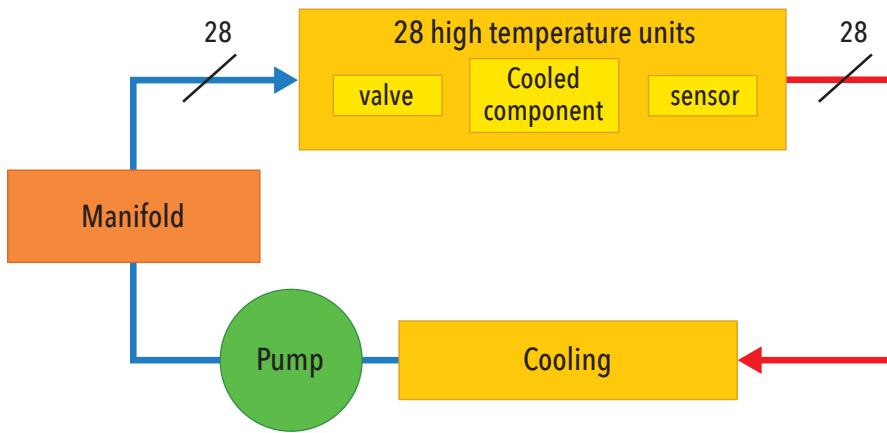 28
28 high temperature units
28
valve
Cooled
component
sensor
Manifold
Pump
Cooling